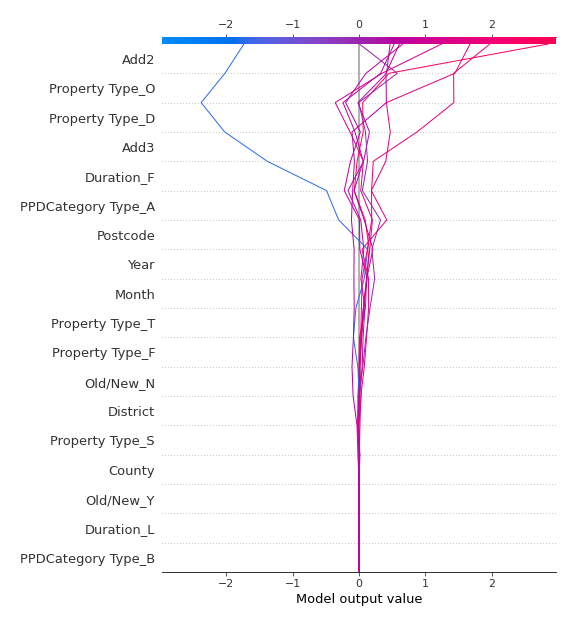 −2 −1 0 1 2
Add2
Property Type_O
Property Type_D
Add3
Duration_F
PPDCategory Type_A
Postcode
Year
Month
Property Type_T
Property Type_F
Old/New_N
District
Property Type_S
County
Old/New_Y
Duration_L
PPDCategory Type_B
−2 −1 0 1 2
Model output value